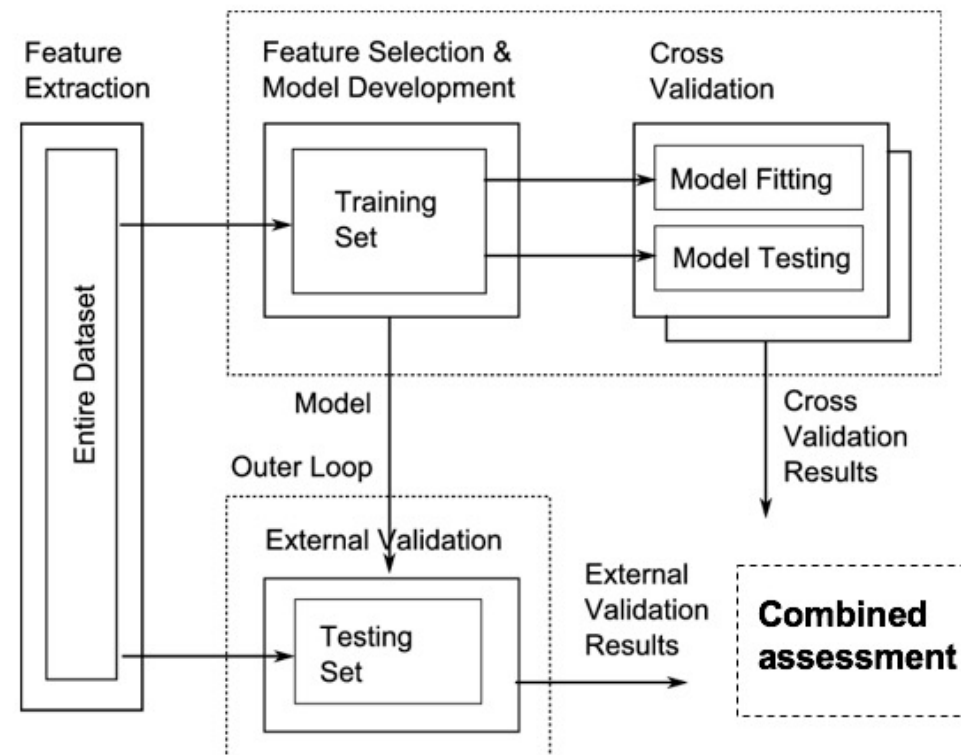 Feature
Extraction
Entire Dataset
Feature Selection &
Model Development
Training
Set
Cross
Validation
Model Fitting
Model Testing
Model
Outer Loop
Cross
Validation
Results
External Validation
Testing
Set
External
Validation
Results
Combined
assessment